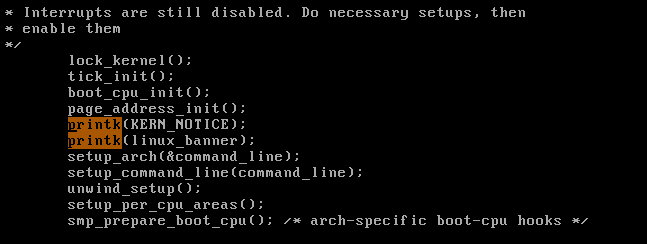 * Interrupts are still disabled. Do necessary setups, then
* enable them
*/
lock_kernel();
tick_init();
boot_cpu_init();
page_address_init();
printk(KERN_NOTICE);
printk(linux_banner);
setup_arch(&command_line);
setup_command_line(command_line);
unwind_setup();
setup_per_cpu_areas();
smp_prepare_boot_cpu(); /* arch-specific boot-cpu hooks */